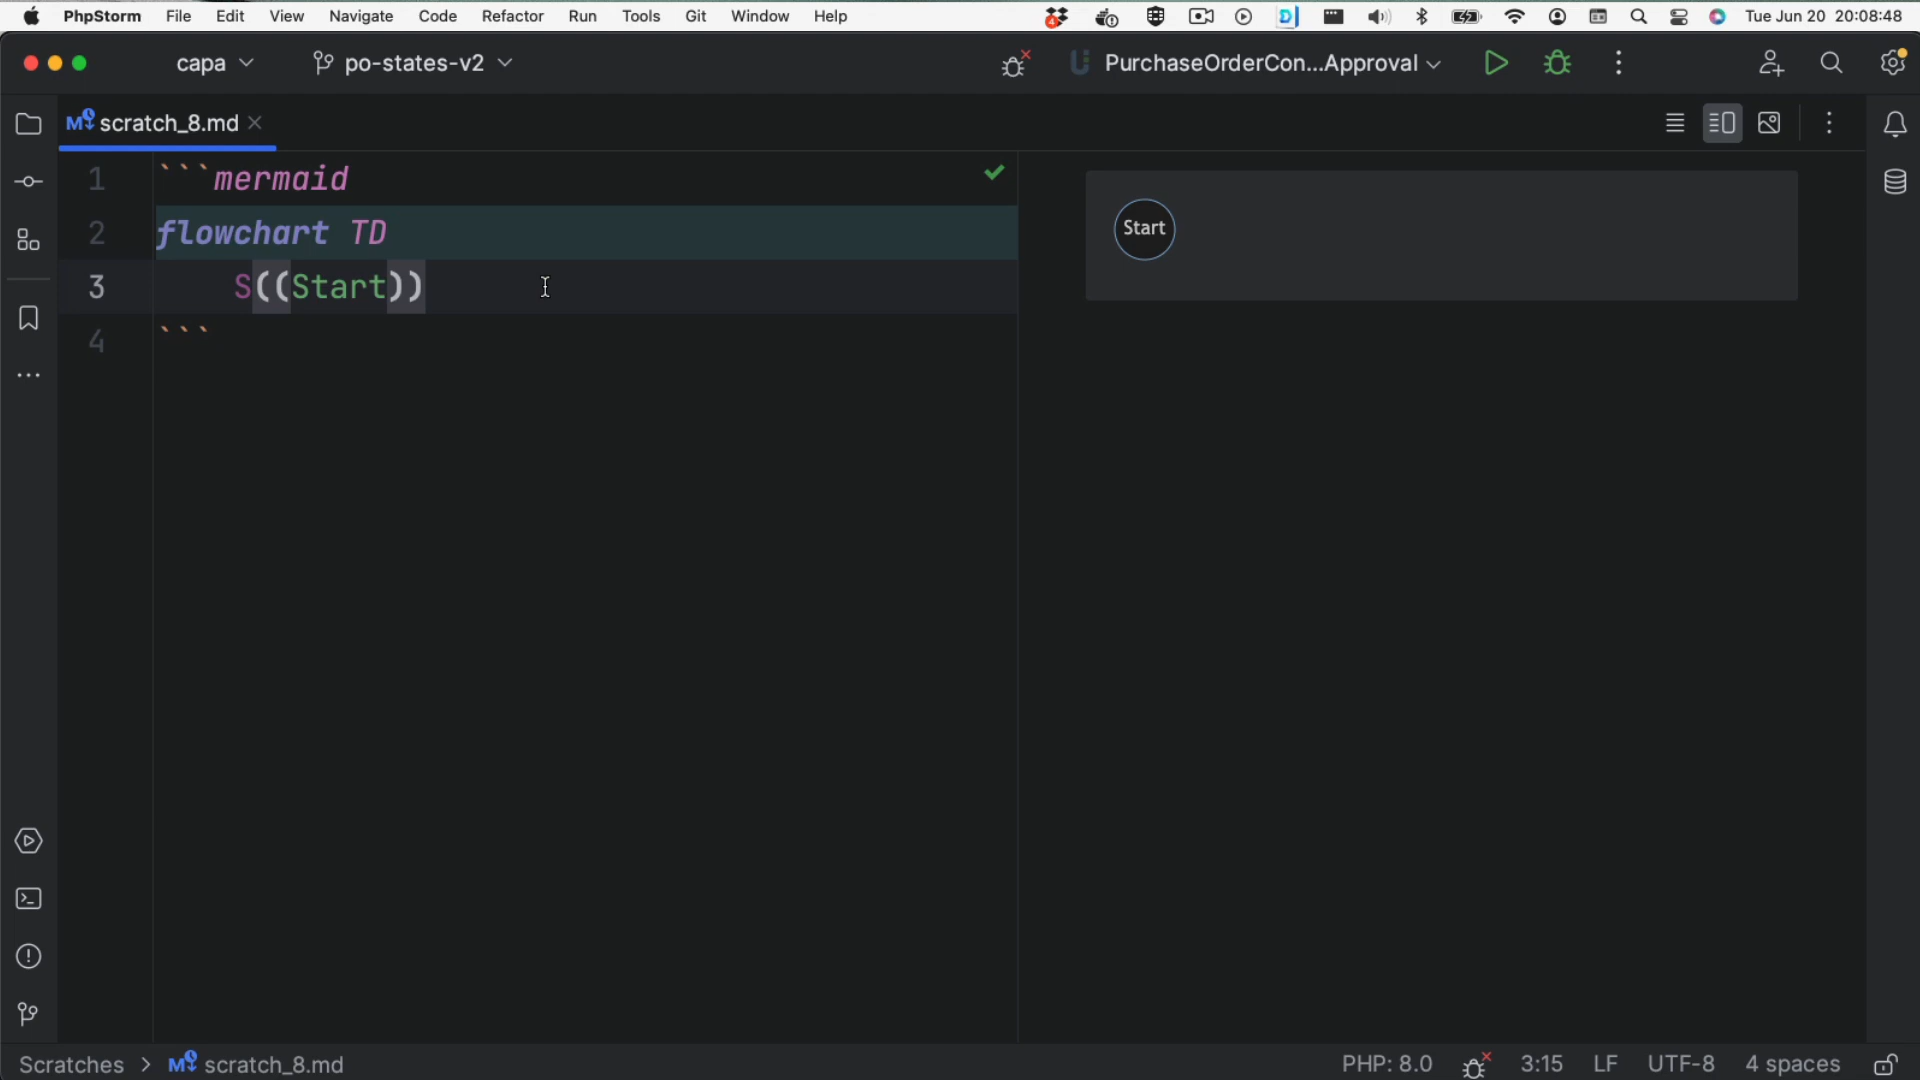 PhpStorm File Edit View Navigate Code Refactor Run Tools Git Window Help Tue Jun 20 20:08:48
capa po-states-v2 PurchaseOrderCon...Approval
scratch_8.md
1 ```mermaid
2 flowchart TD
3 S((Start))
4 ```
Start
Scratches > scratch_8.md PHP: 8.0 3:15 LF UTF-8 4 spaces